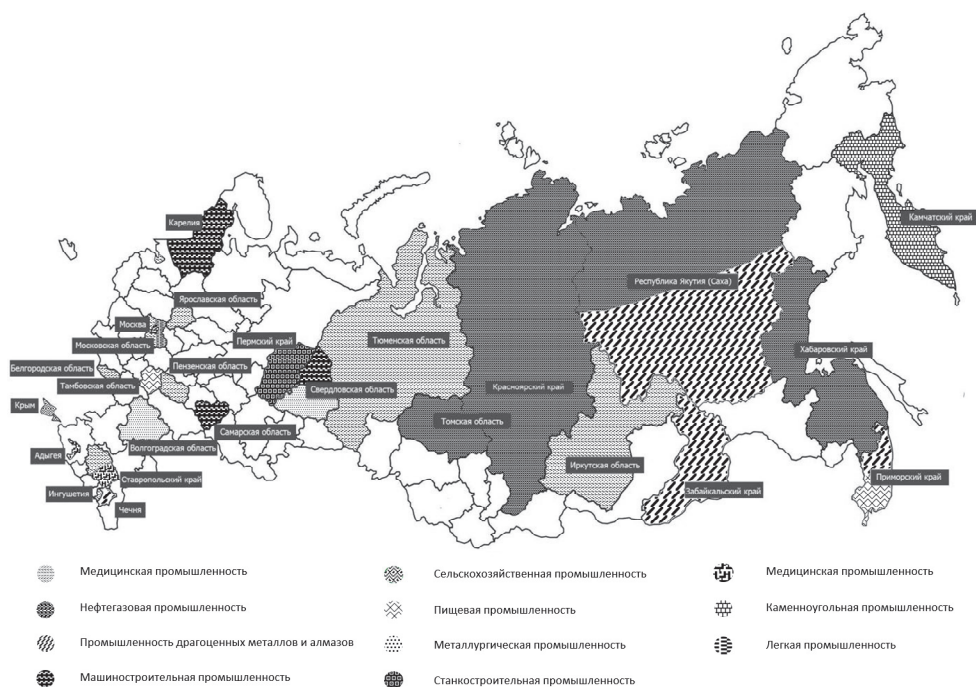 Карелия
Камчатский край
Республика Якутия (Саха)
Ярославская область
Москва
Пермский край
Тюменская область
Московская область
Хабаровский край
Белгородская область
Пензенская область
Тамбовская область
Свердловская область
Красноярский край
Крым
Томская область
Самарская область
Волгоградская область
Адыгея
Иркутская область
Ставропольский край
Приморский край
Забайкальский край
Ингушетия
Чечня
Медицинская промышленность
Сельскохозяйственная промышленность
Медицинская промышленность
Нефтегазовая промышленность
Пищевая промышленность
Каменноугольная промышленность
Промышленность драгоценных металлов и алмазов
Металлургическая промышленность
Легкая промышленность
Машиностроительная промышленность
Станкостроительная промышленность